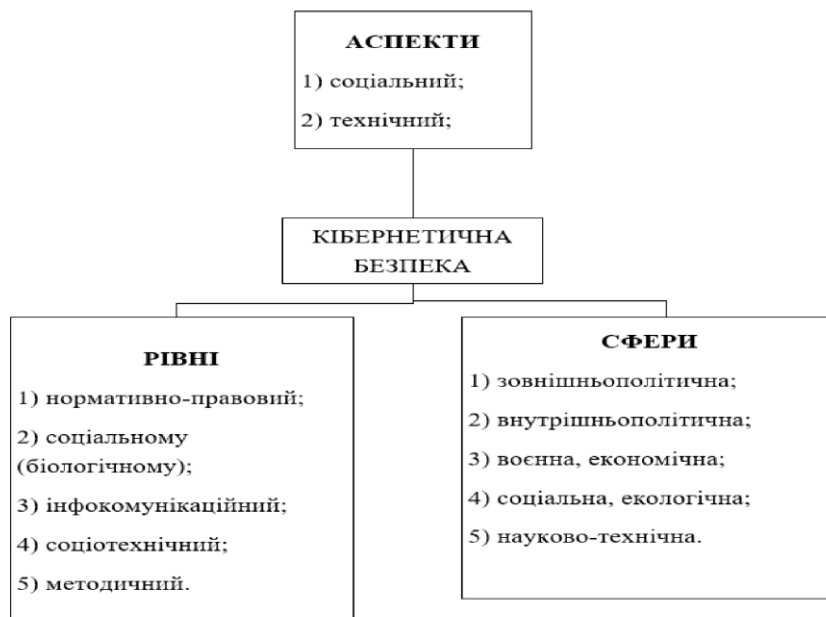 АСПЕКТИ
1) соціальний;
2) технічний;
КІБЕРНЕТИЧНА
БЕЗПЕКА
РІВНІ
1) нормативно-правовий;
2) соціальному
(біологічному);
3) інфокомунікаційний;
4) соціотехнічний;
5) методичний.
СФЕРИ
1) зовнішньополітична;
2) внутрішньополітична;
3) воєнна, економічна;
4) соціальна, екологічна;
5) науково-технічна.